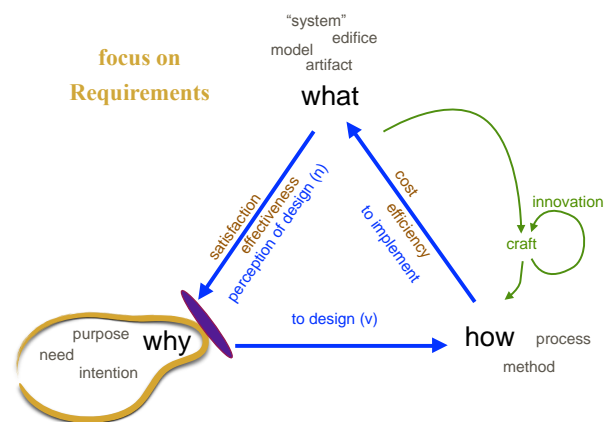 “system”
edifice
model
artifact
focus on
Requirements
what
satisfaction
effectiveness
perception of design (n)
cost
efficiency
to implement
innovation
craft
to design (v)
purpose
need
why
intention
how
process
method